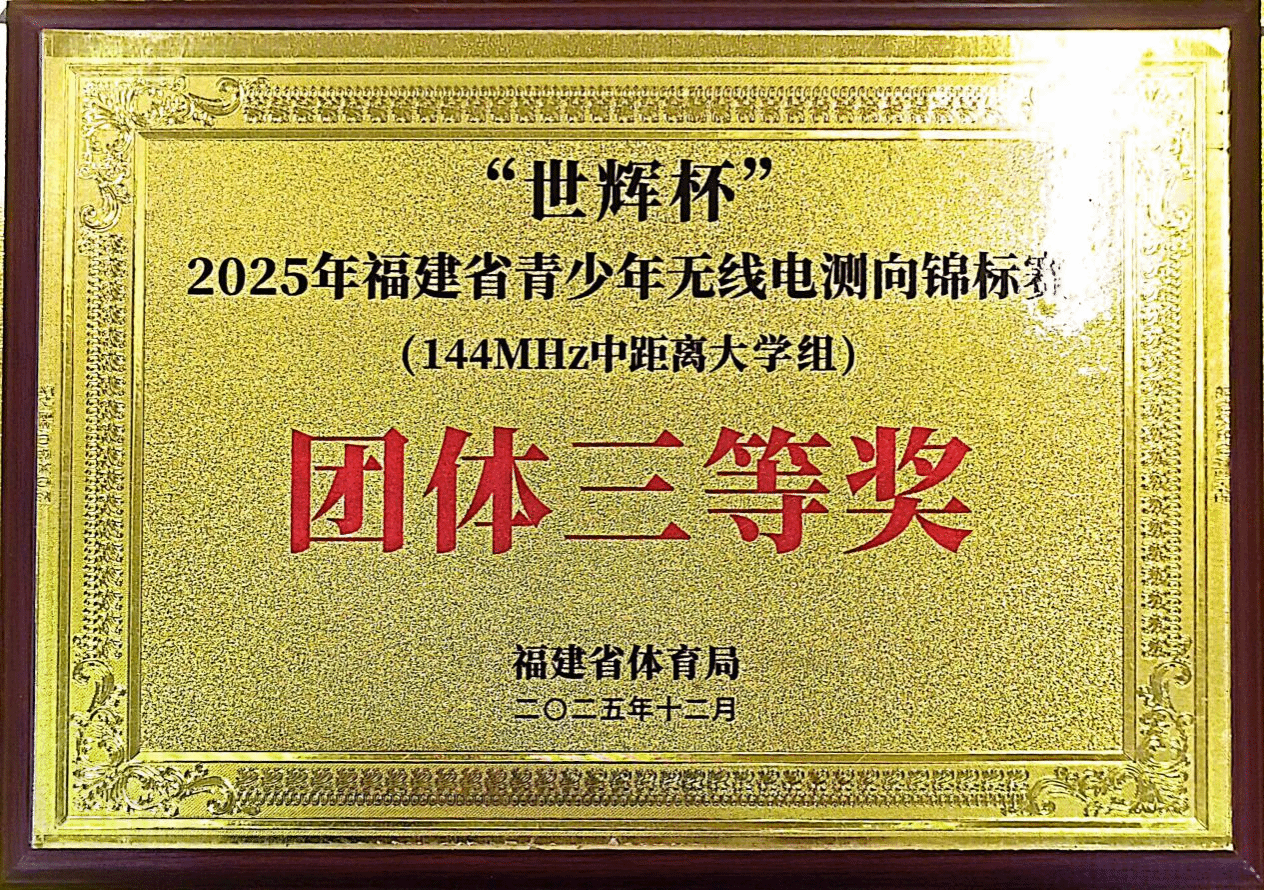 “世辉杯”
2025年福建省青少年无线电测向锦标赛
(144MHz中距离大学组)
团体三等奖
福建省体育局
二〇二五年十二月